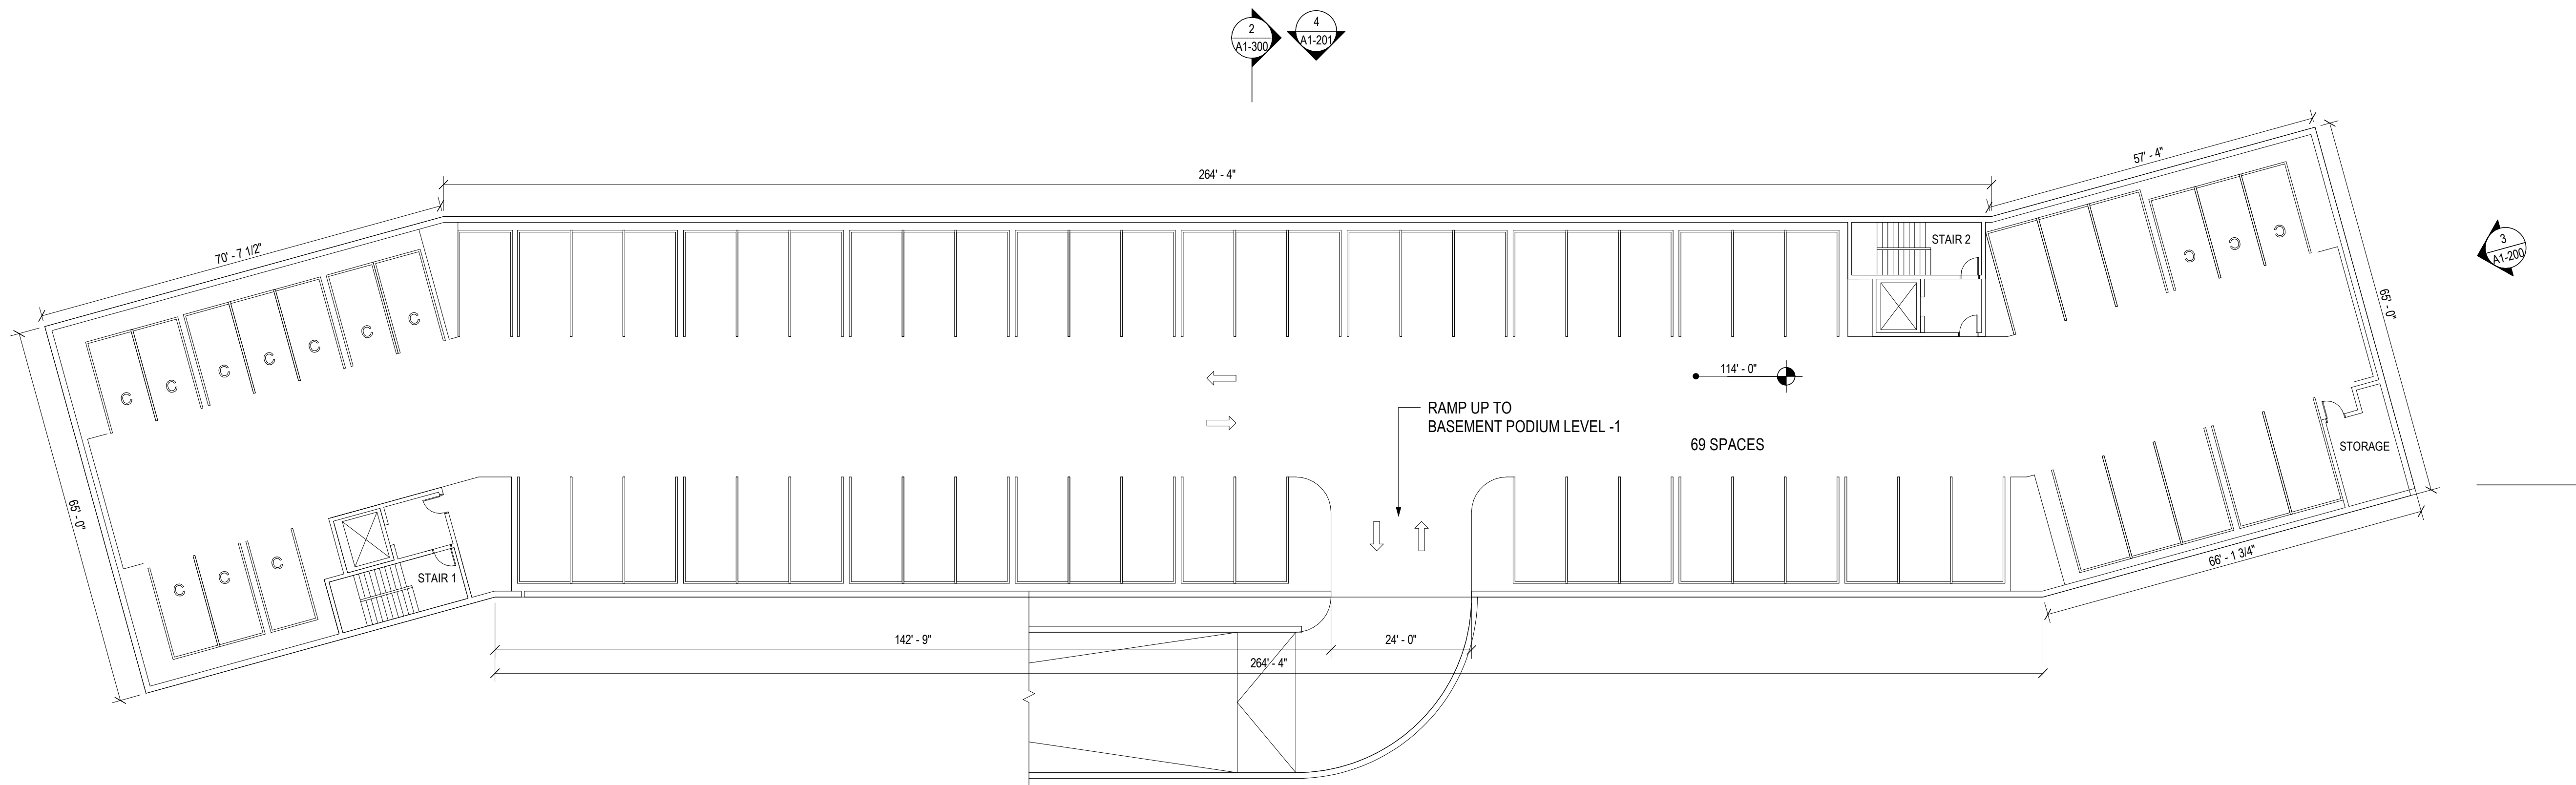 2
A1-300
4
A1-201
57' - 4"
264' - 4"
70' - 7 1/2"
STAIR 2
3
A1-200
C
C
C
65' - 0"
C
C
C
C
C
C
C
114' - 0"
RAMP UP TO
BASEMENT PODIUM LEVEL -1
69 SPACES
STORAGE
65' - 0"
C
C
C
STAIR 1
66' - 1 3/4"
142' - 9"
24' - 0"
264' - 4"